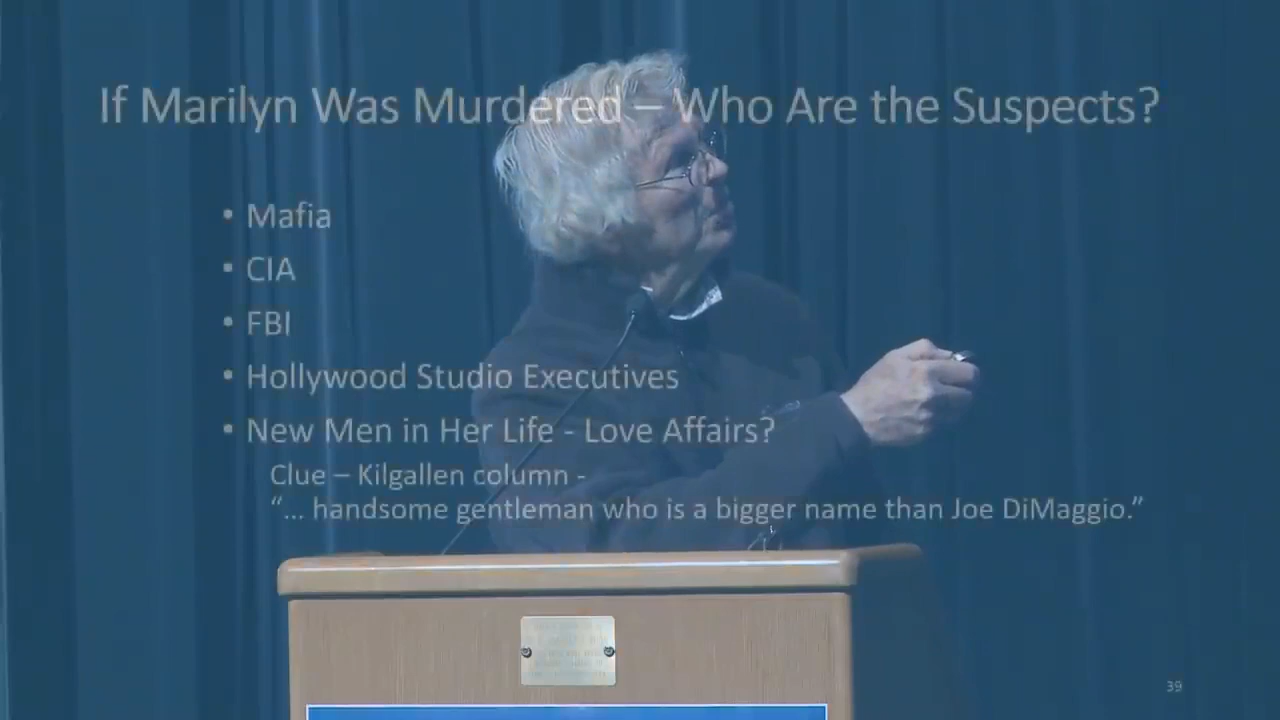 If Marilyn Was Murdered – Who Are the Suspects?
• Mafia
• CIA
• FBI
• Hollywood Studio Executives
• New Men in Her Life - Love Affairs?
Clue – Kilgallen column -
“... handsome gentleman who is a bigger name than Joe DiMaggio.”
39